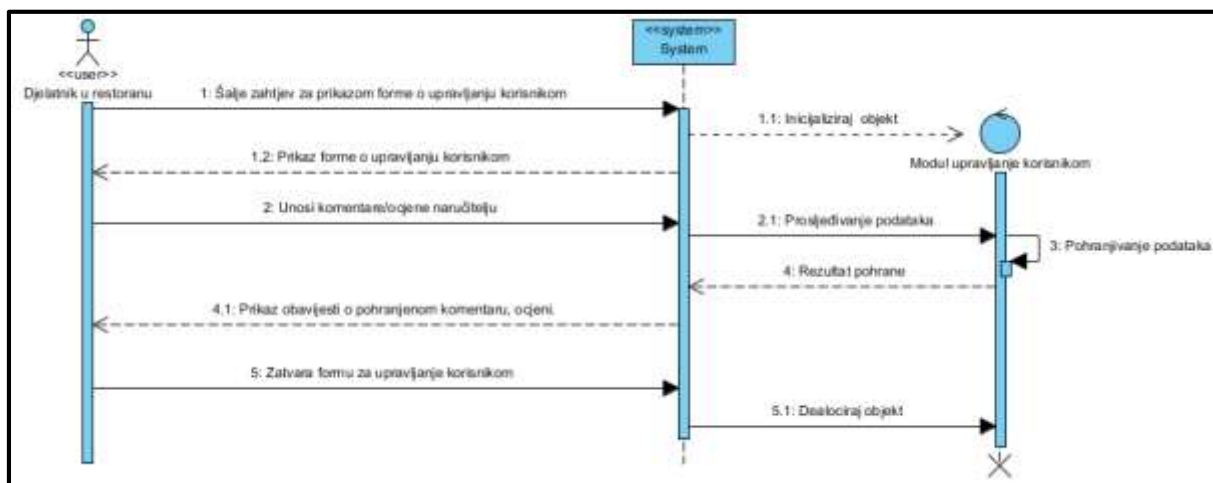 <<system>>
System
<<user>>
Djelatnik u restoranu
1: Šalje zahtjev za prikazom forme o upravljanju korisnikom
1.1: Inicijaliziraj objekt
1.2: Prikaz forme o upravljanju korisnikom
Modul upravljanje korisnikom
2: Unosi komentare/ocjene naručitelju
2.1: Prosljeđivanje podataka
3: Pohranjivanje podataka
4: Rezultat pohrane
4.1: Prikaz obavijesti o pohranjenom komentaru, ocjeni.
5: Zatvara formu za upravljanje korisnikom
5.1: Dealociraj objekt